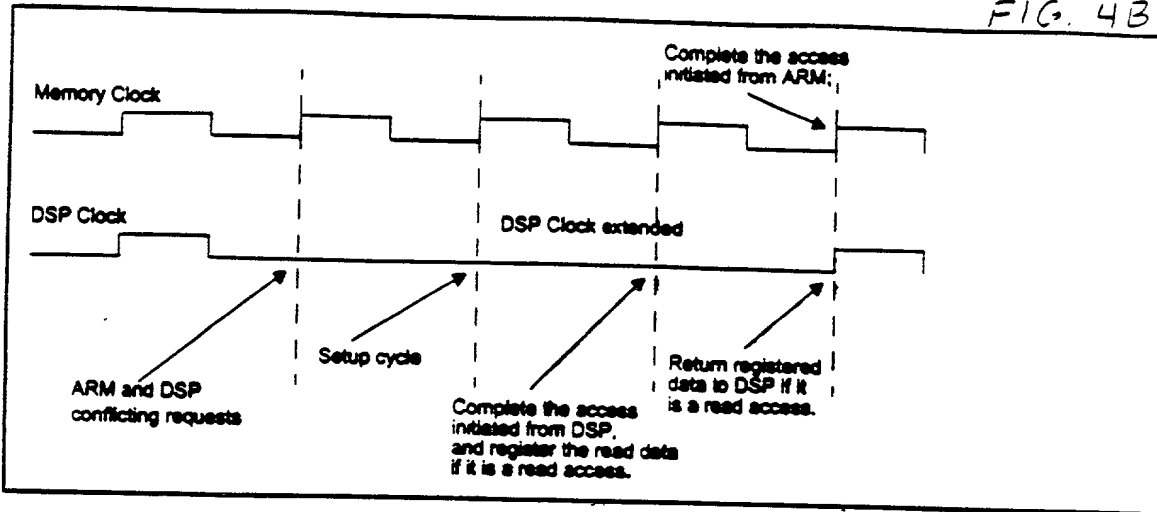 FIG. 4B
Complete the access
initiated from ARM;
Memory Clock
DSP Clock
DSP Clock extended
Setup cycle
ARM and DSP
conflicting requests
Complete the access
initiated from DSP,
and register the read data
if it is a read access.
Return registered
data to DSP if it
is a read access.